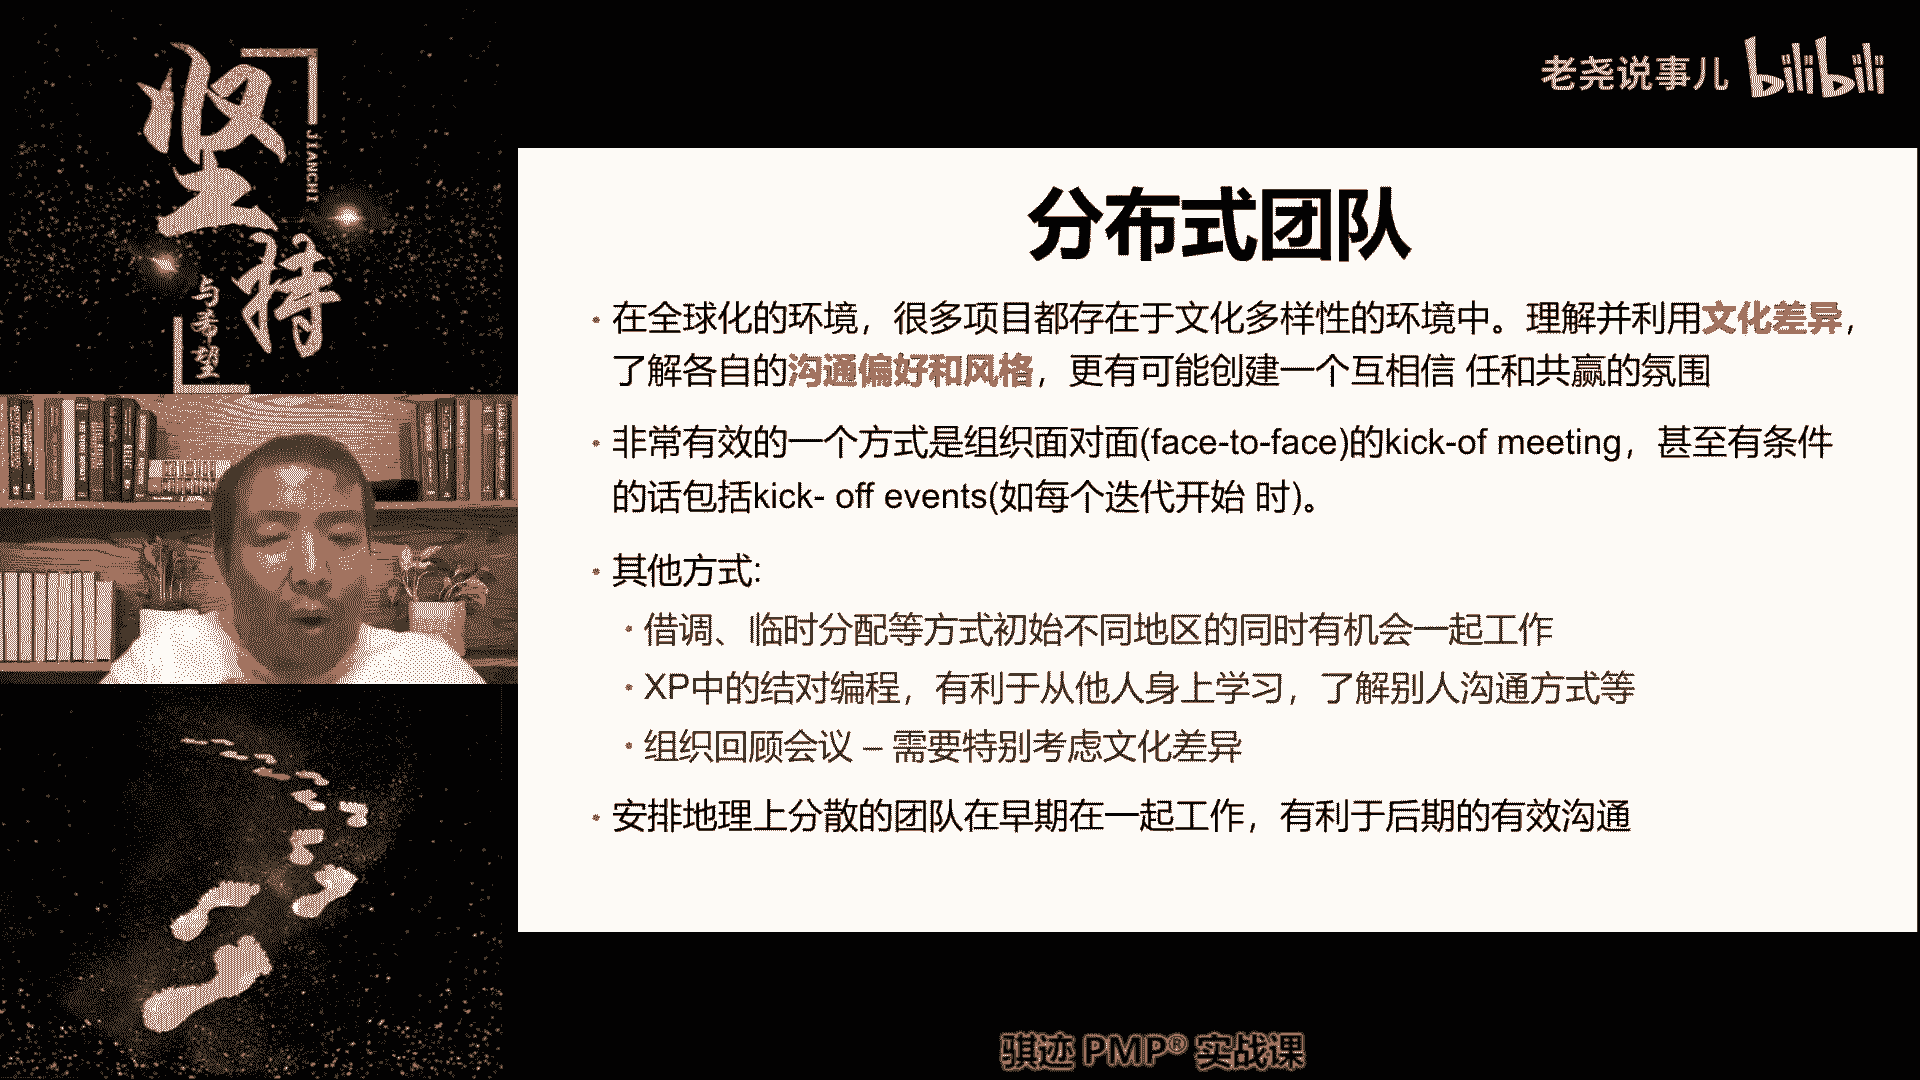 坚持
JIANCHI
与希望
老尧说事儿 bilibili
分布式团队
· 在全球化的环境，很多项目都存在于文化多样性的环境中。理解并利用文化差异，
了解各自的沟通偏好和风格，更有可能创建一个互相信 任和共赢的氛围
· 非常有效的一个方式是组织面对面(face-to-face)的kick-of meeting，甚至有条件
的话包括kick- off events(如每个迭代开始 时)。
· 其他方式:
· 借调、临时分配等方式初始不同地区的同时有机会一起工作
· XP中的结对编程，有利于从他人身上学习，了解别人沟通方式等
· 组织回顾会议 – 需要特别考虑文化差异
· 安排地理上分散的团队在早期在一起工作，有利于后期的有效沟通
骐迹 PMP® 实战课